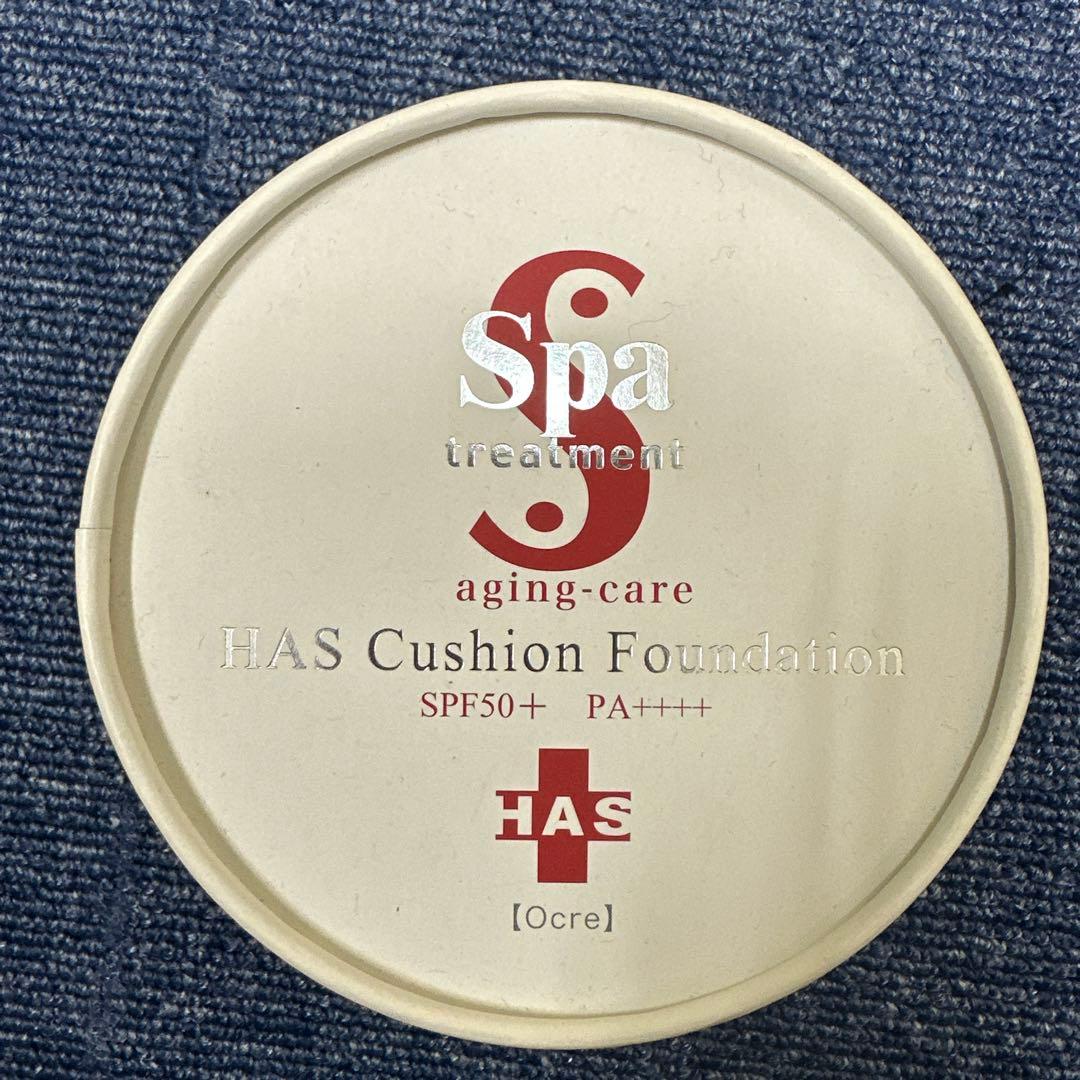 Spa
treatment
aging-care
HAS Cushion Foundation
SPF50+ PA++++
HAS
【Ocre】